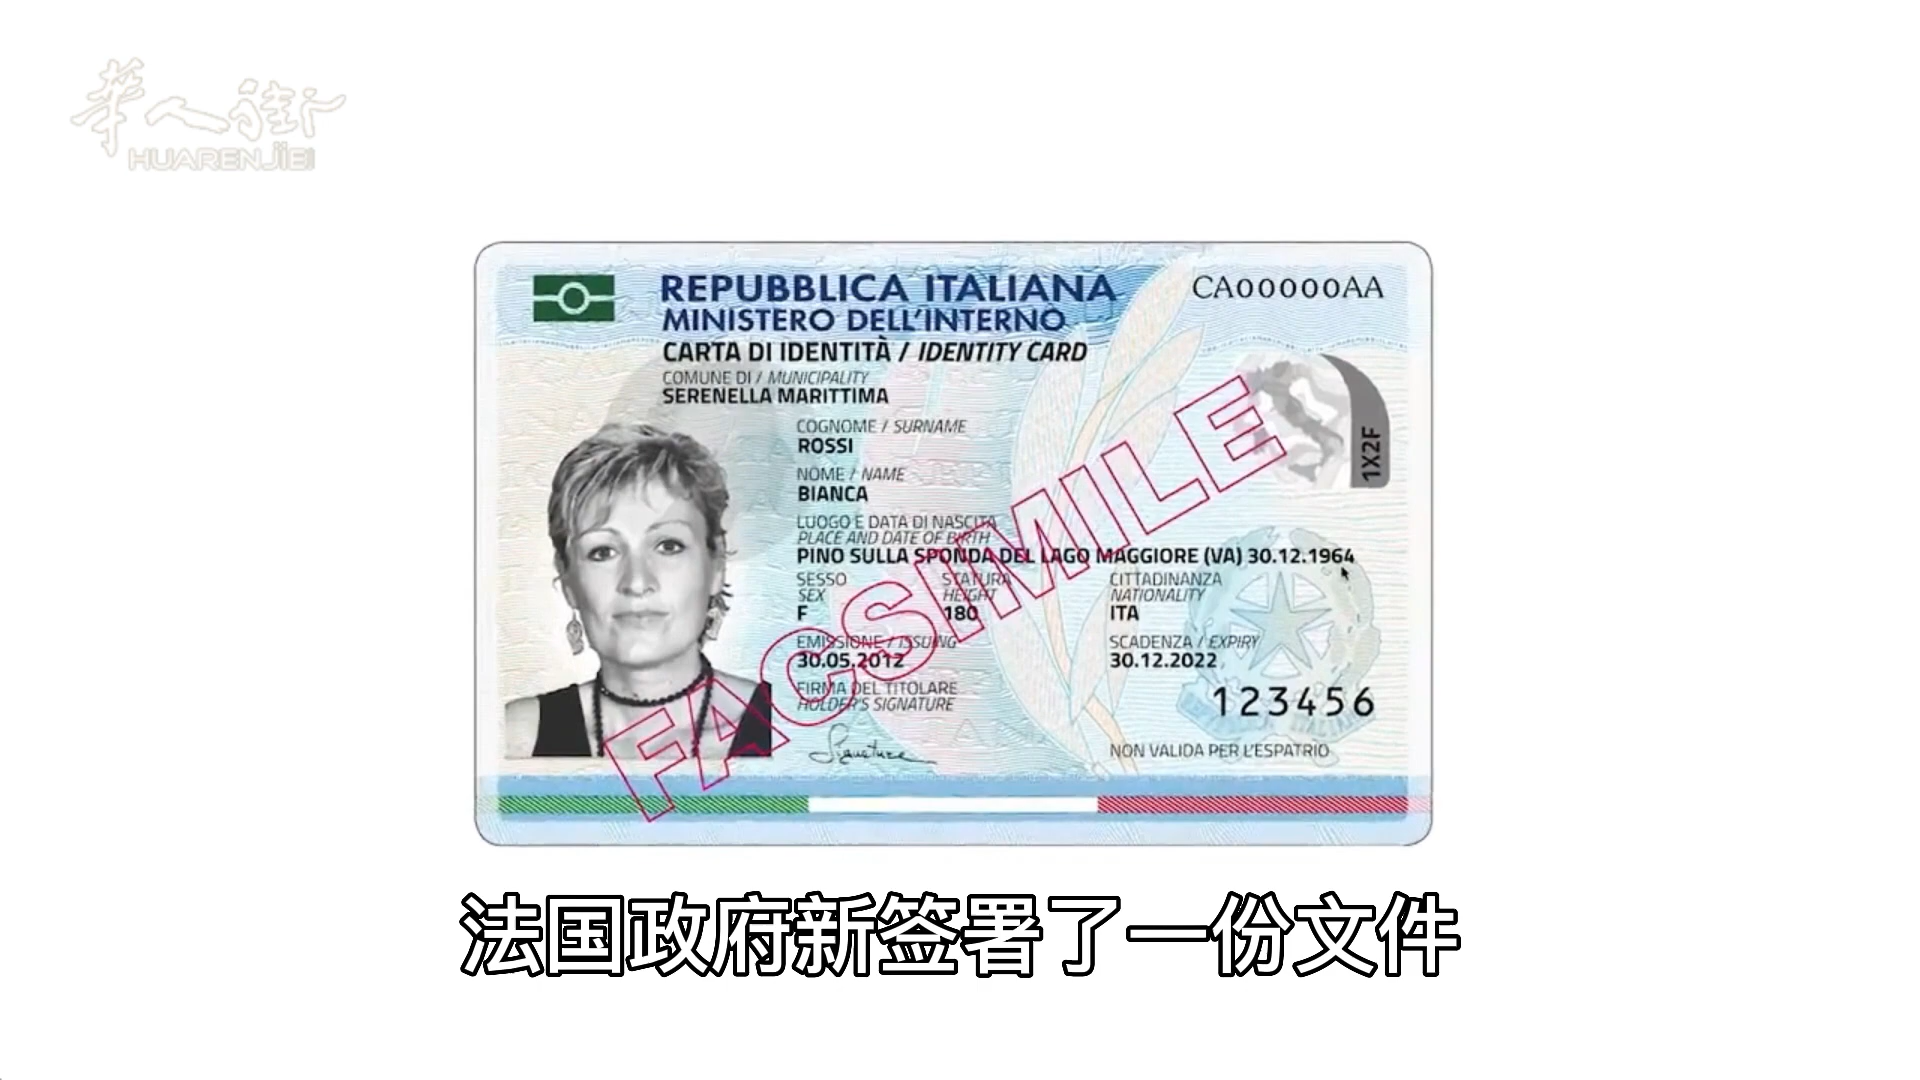 華人街
HUARENJIE
REPUBBLICA ITALIANA
CA00000AA
MINISTERO DELL'INTERNO
CARTA DI IDENTITÀ / IDENTITY CARD
COMUNE DI / MUNICIPALITY
SERENELLA MARITTIMA
COGNOME / SURNAME
ROSSI
1X2F
NOME / NAME
BIANCA
LUOGO E DATA DI NASCITA
PLACE AND DATE OF BIRTH
PINO SULLA SPONDA DEL LAGO MAGGIORE (VA) 30.12.1964
SESSO STATURA CITTADINANZA
SEX HEIGHT NATIONALITY
F 180 ITA
EMISSIONE / ISSUING SCADENZA / EXPIRY
30.05.2012 30.12.2022
FIRMA DEL TITOLARE
HOLDER'S SIGNATURE
123456
Signature
NON VALIDA PER L'ESPATRIO
FACSIMILE
法国政府新签署了一份文件